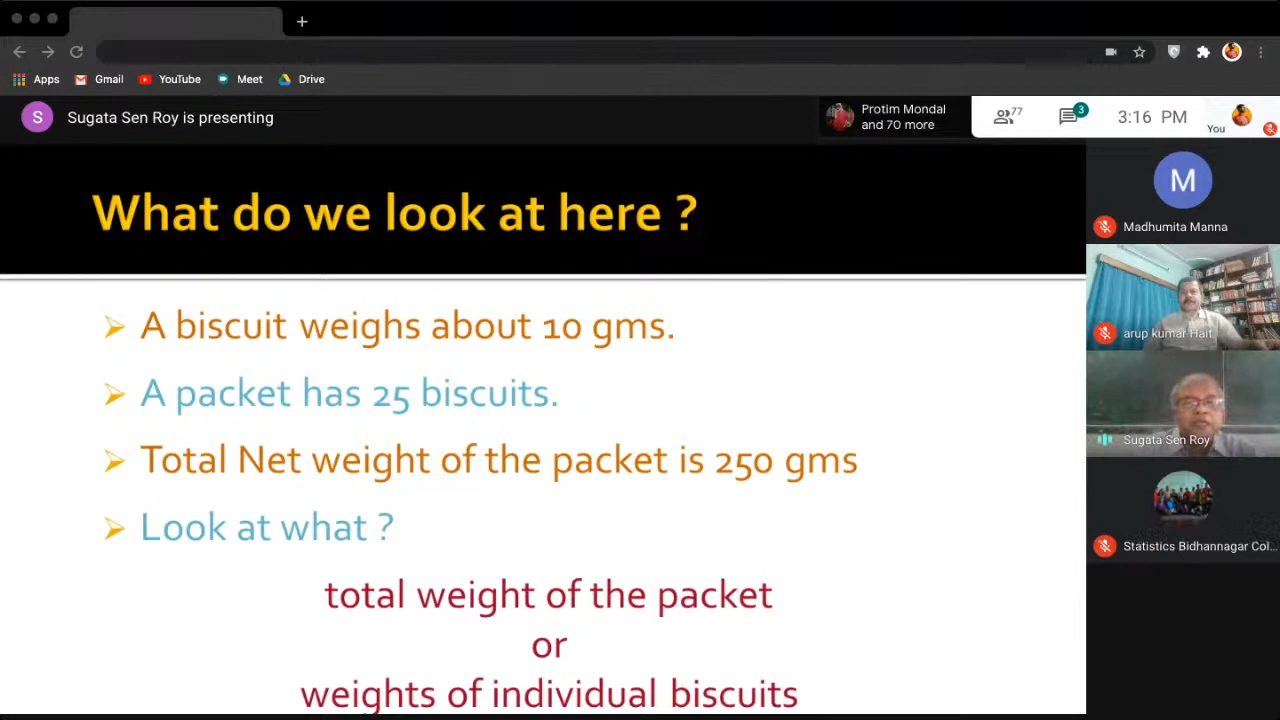 Apps Gmail YouTube Meet Drive
S Sugata Sen Roy is presenting
Protim Mondal
and 70 more
77
3
3:16 PM
You
What do we look at here ?
A biscuit weighs about 10 gms.
A packet has 25 biscuits.
Total Net weight of the packet is 250 gms
Look at what ?
total weight of the packet
or
weights of individual biscuits
M
Madhumita Manna
arup kumar Hait
Sugata Sen Roy
Statistics Bidhannagar Col...